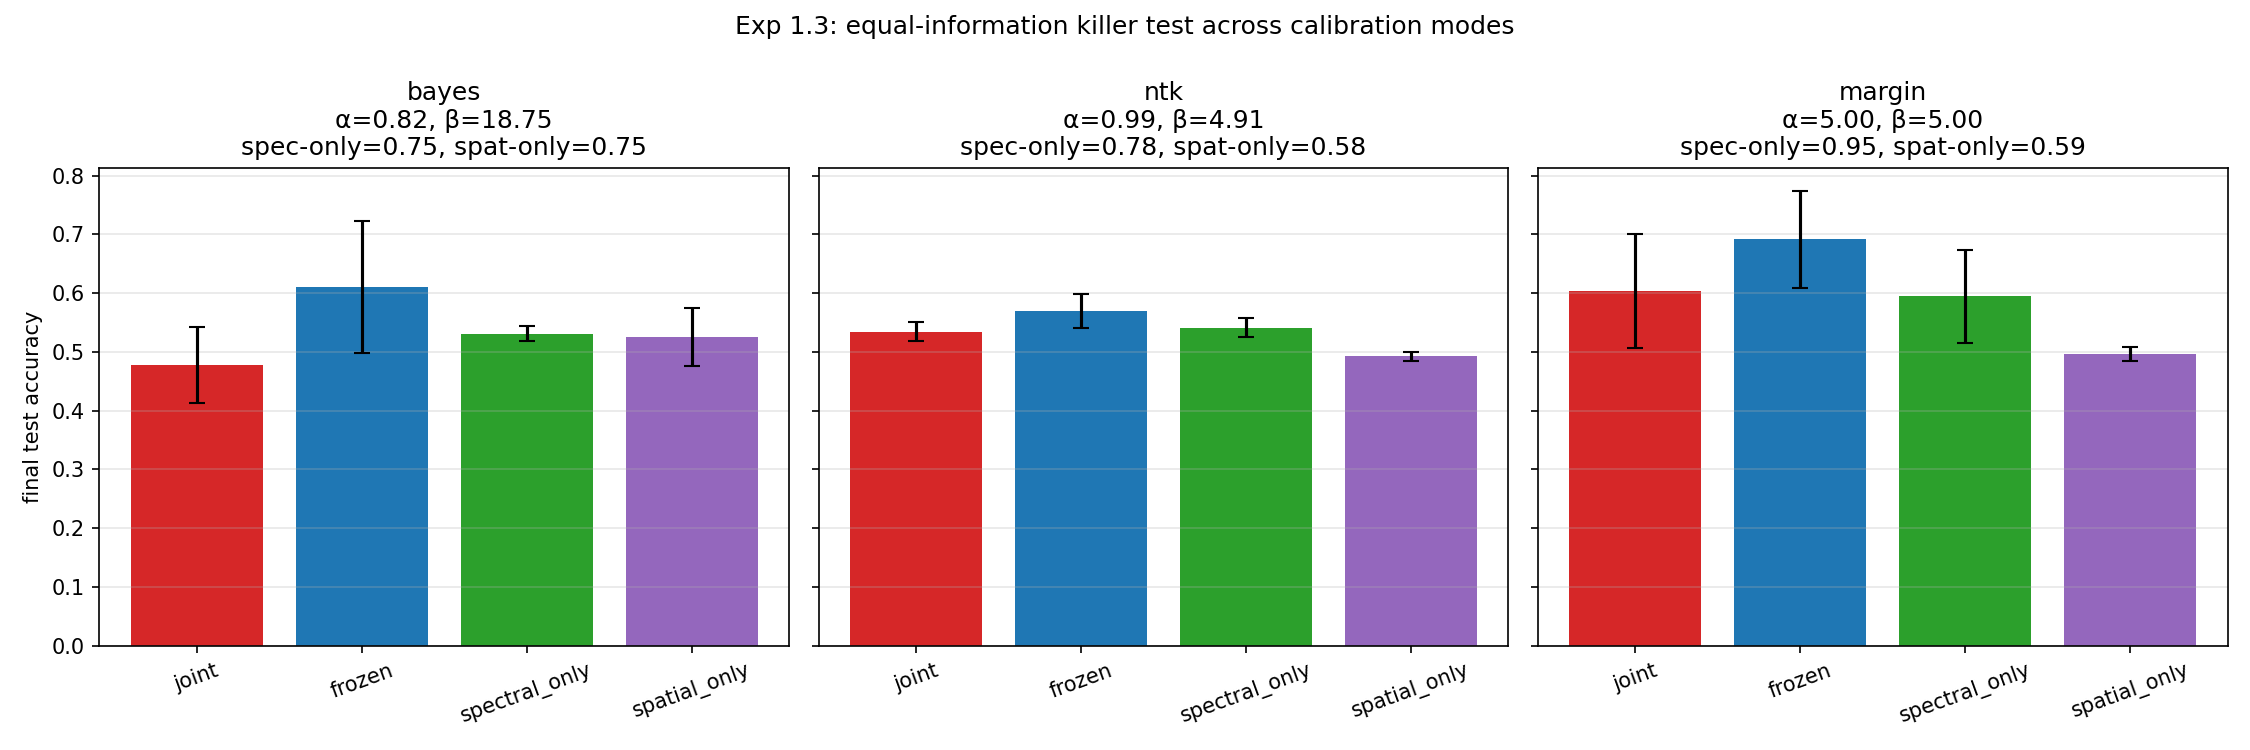 Exp 1.3: equal-information killer test across calibration modes
bayes
α=0.82, β=18.75
spec-only=0.75, spat-only=0.75
ntk
α=0.99, β=4.91
spec-only=0.78, spat-only=0.58
margin
α=5.00, β=5.00
spec-only=0.95, spat-only=0.59
final test accuracy
0.8
0.7
0.6
0.5
0.4
0.3
0.2
0.1
0.0
joint
frozen
spectral_only
spatial_only
joint
frozen
spectral_only
spatial_only
joint
frozen
spectral_only
spatial_only